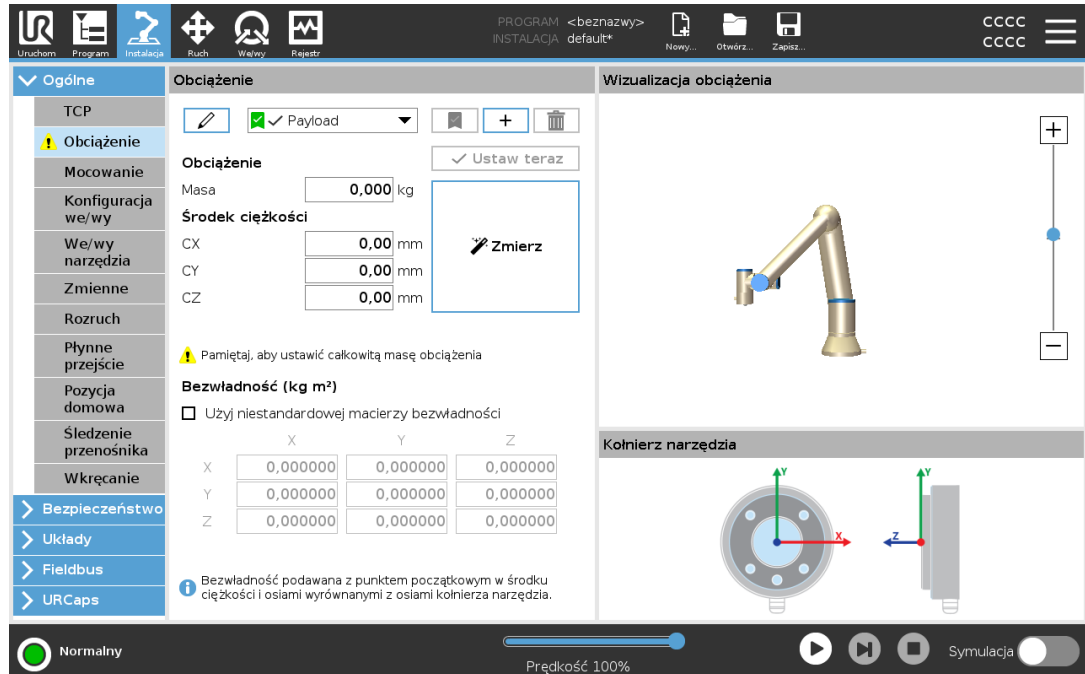 UR
Uruchom
Program
Instalacja
Ruch
We/wy
Rejestr
PROGRAM <beznazwy>
INSTALACJA default*
Nowy...
Otwórz...
Zapisz...
cccc
cccc
Ogólne
TCP
Obciążenie
Mocowanie
Konfiguracja
we/wy
We/wy
narzędzia
Zmienne
Rozruch
Płynne
przejście
Pozycja
domowa
Śledzenie
przenośnika
Wkręcanie
Bezpieczeństwo
Układy
Fieldbus
URCaps
Obciążenie
Payload
Obciążenie
Ustaw teraz
Masa 0,000 kg
Środek ciężkości
CX 0,00 mm
CY 0,00 mm
CZ 0,00 mm
Zmierz
Pamiętaj, aby ustawić całkowitą masę obciążenia
Bezwładność (kg m²)
Użyj niestandardowej macierzy bezwładności
X Y Z
X 0,000000 0,000000 0,000000
Y 0,000000 0,000000 0,000000
Z 0,000000 0,000000 0,000000
Bezwładność podawana z punktem początkowym w środku
ciężkości i osiami wyrównanymi z osiami kołnierza narzędzia.
Wizualizacja obciążenia
Kołnierz narzędzia
Y
X
Y
Z
Normalny
Prędkość 100%
Symulacja